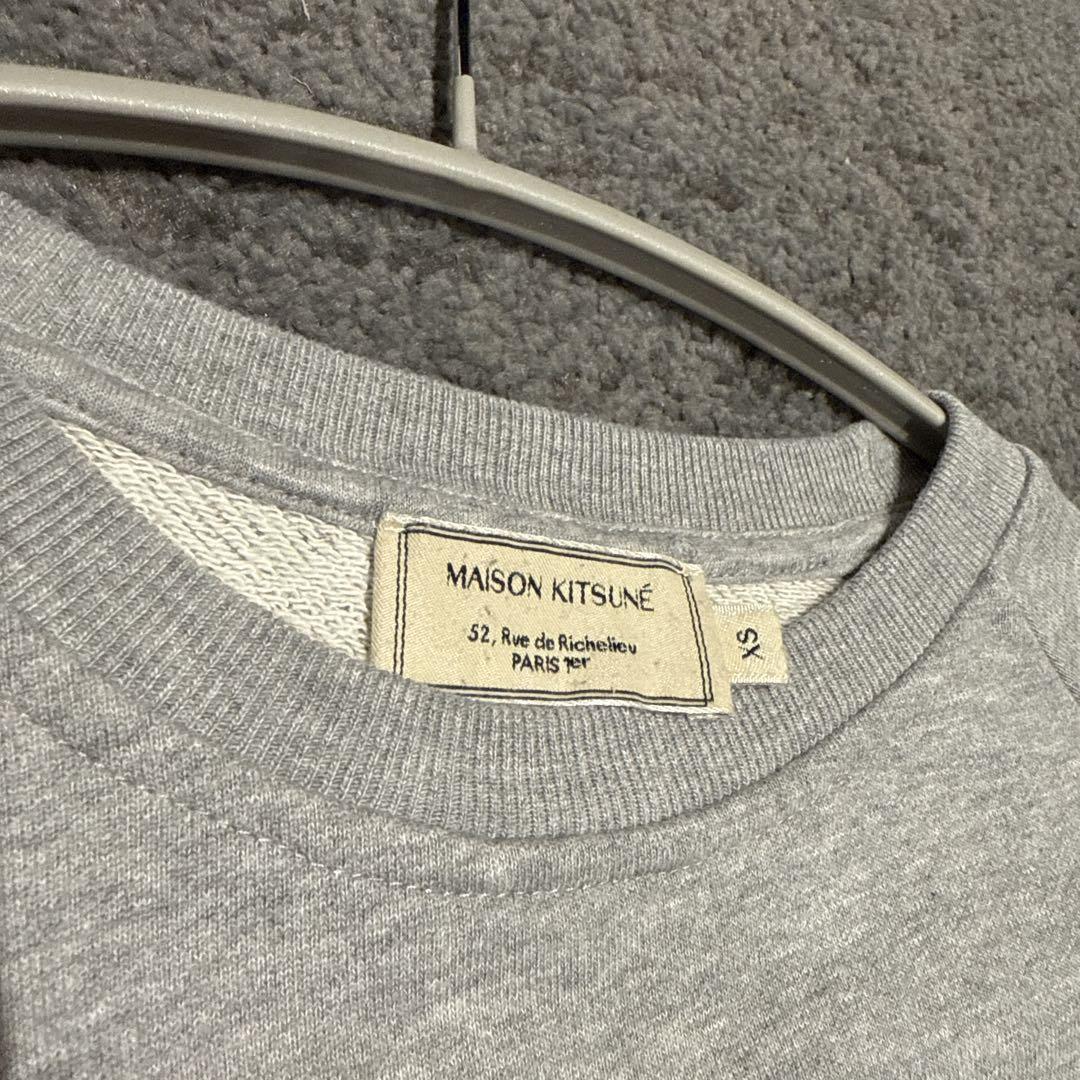 MAISON KITSUNÉ
52, Rue de Richelieu
PARIS 1er
XS